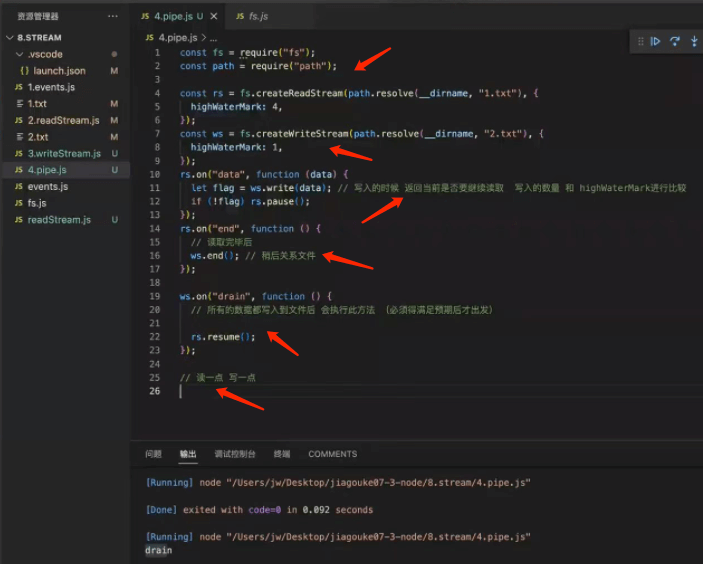 资源管理器 ···
4.pipe.js U ×
fs.js
8.STREAM
.vscode
{} launch.json M
JS 1.events.js M
1.txt M
JS 2.readStream.js M
2.txt M
JS 3.writeStream.js U
JS 4.pipe.js U
JS events.js
JS fs.js
JS readStream.js U
JS 4.pipe.js > ...
1 const fs = require("fs");
2 const path = require("path");
3
4 const rs = fs.createReadStream(path.resolve(__dirname, "1.txt"), {
5 highWaterMark: 4,
6 });
7 const ws = fs.createWriteStream(path.resolve(__dirname, "2.txt"), {
8 highWaterMark: 1,
9 });
10 rs.on("data", function (data) {
11 let flag = ws.write(data); // 写入的时候 返回当前是否要继续读取 写入的数量 和 highWaterMark进行比较
12 if (!flag) rs.pause();
13 });
14 rs.on("end", function () {
15 // 读取完毕后
16 ws.end(); // 稍后关系文件
17 });
18
19 ws.on("drain", function () {
20 // 所有的数据都写入到文件后 会执行此方法 (必须得满足预期后才出发)
21
22 rs.resume();
23 });
24
25 // 读一点 写一点
26
问题 输出 调试控制台 终端 COMMENTS
[Running] node "/Users/jw/Desktop/jiagouke07-3-node/8.stream/4.pipe.js"
[Done] exited with code=0 in 0.092 seconds
[Running] node "/Users/jw/Desktop/jiagouke07-3-node/8.stream/4.pipe.js"
drain